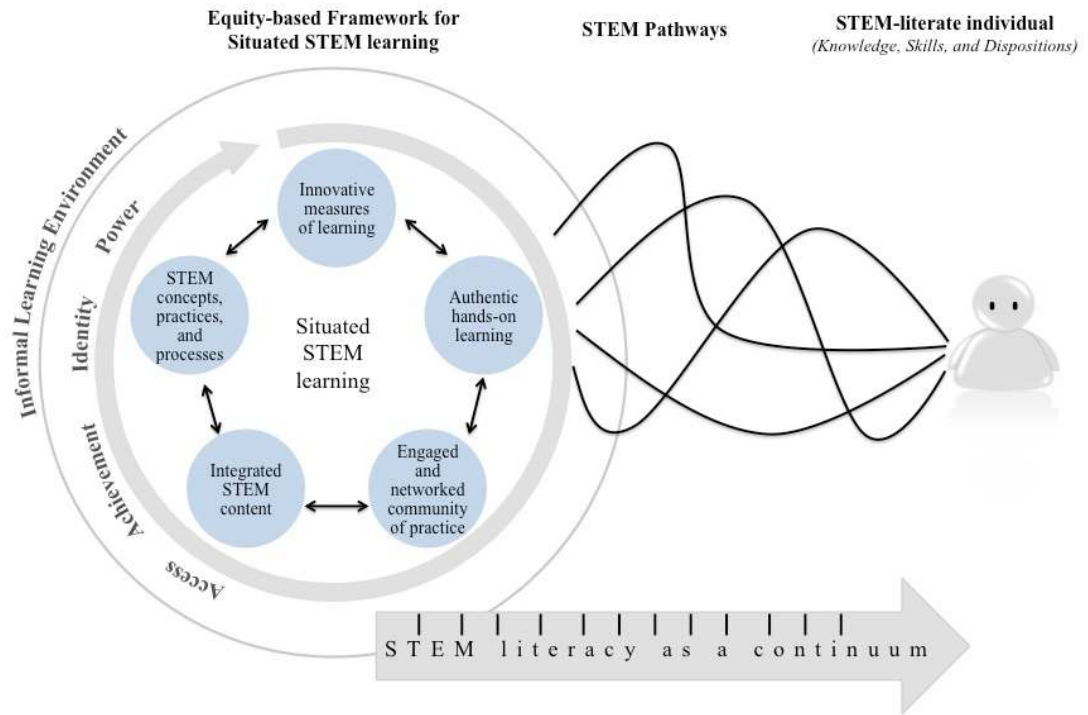 Equity-based Framework for
Situated STEM learning
STEM Pathways
STEM-literate individual
(Knowledge, Skills, and Dispositions)
Informal Learning Environment
Power
Identity
Achievement
Access
Innovative
measures
of learning
STEM
concepts,
practices,
and
processes
Authentic
hands-on
learning
Situated
STEM
learning
Integrated
STEM
content
Engaged
and
networked
community
of practice
STEM literacy as a continuum